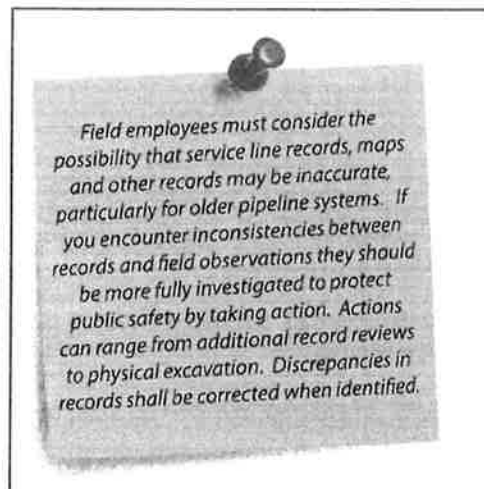 Field employees must consider the
possibility that service line records, maps
and other records may be inaccurate,
particularly for older pipeline systems. If
you encounter inconsistencies between
records and field observations they should
be more fully investigated to protect
public safety by taking action. Actions
can range from additional record reviews
to physical excavation. Discrepancies in
records shall be corrected when identified.